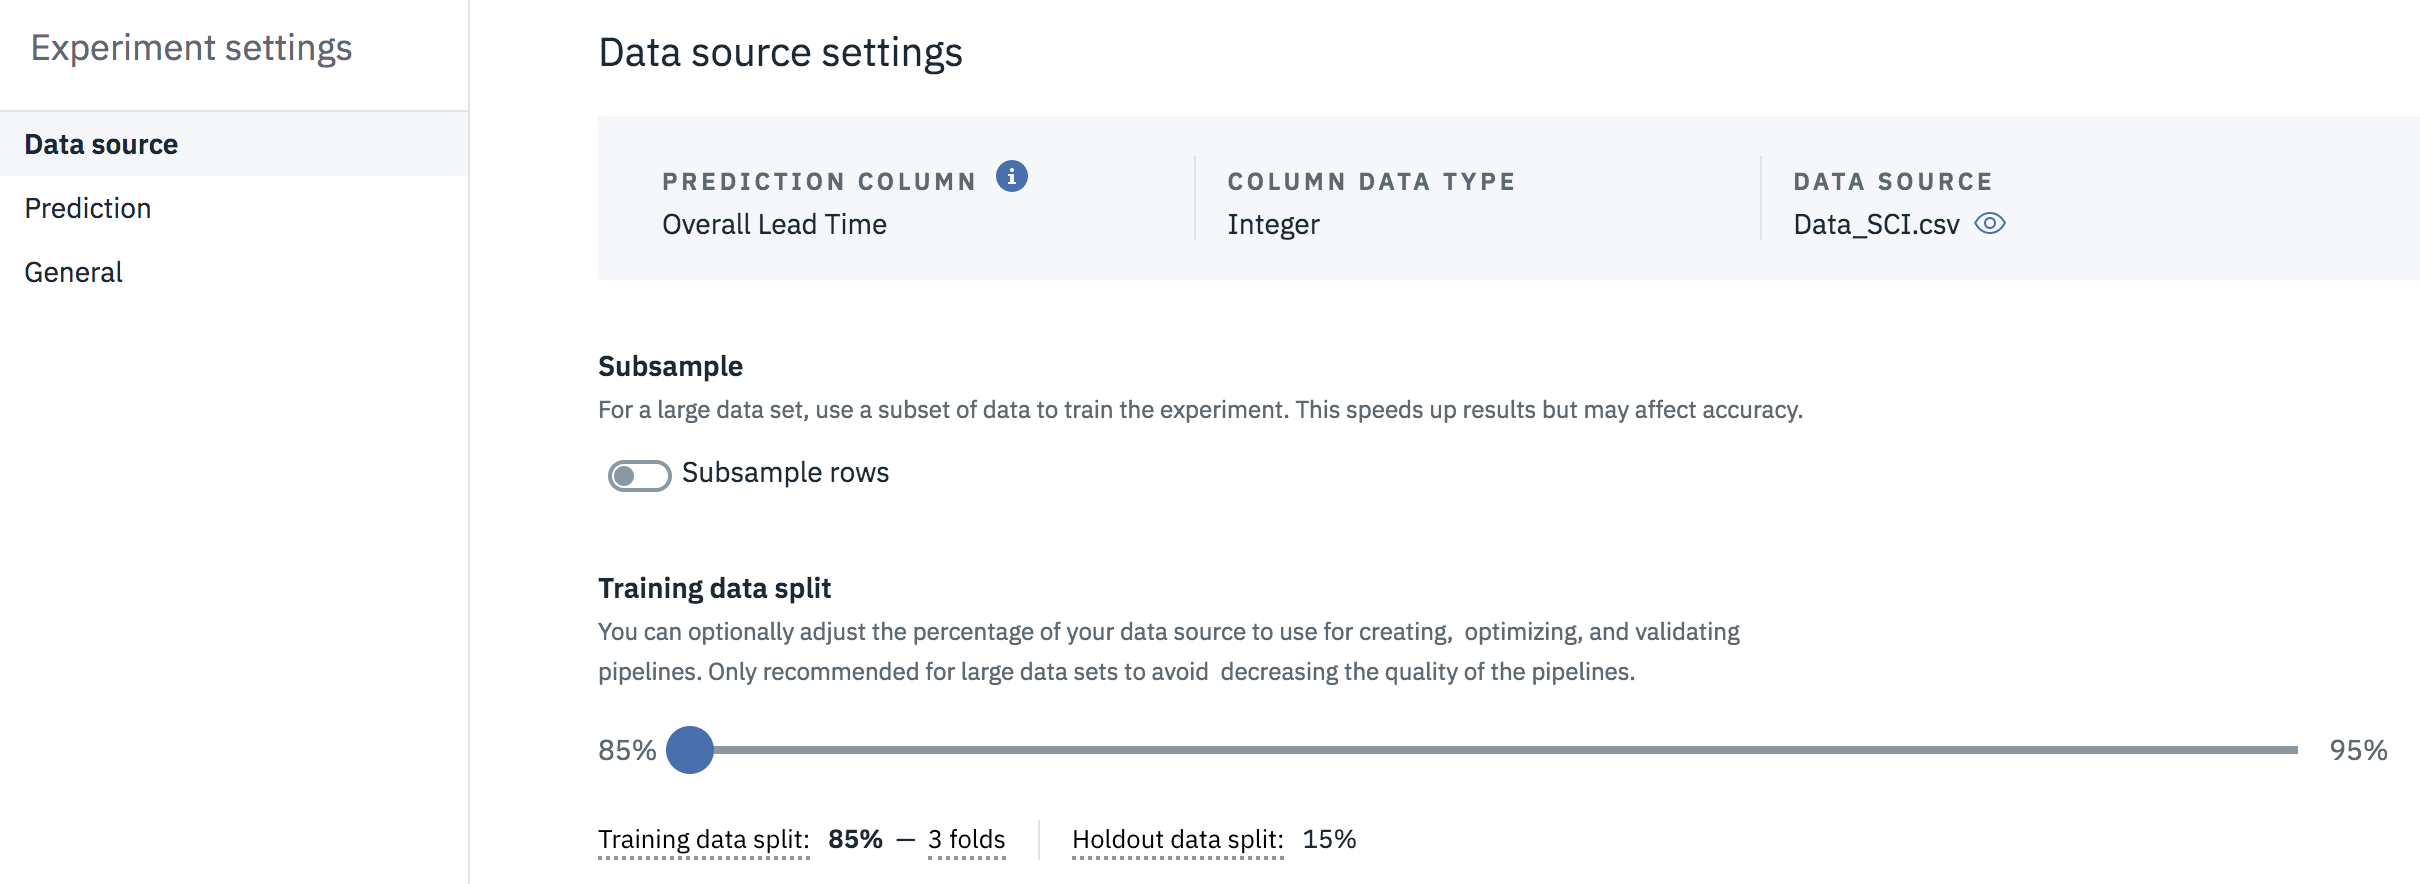 Experiment settings
Data source
Prediction
General
Data source settings
PREDICTION COLUMN i
Overall Lead Time
COLUMN DATA TYPE
Integer
DATA SOURCE
Data_SCI.csv
Subsample
For a large data set, use a subset of data to train the experiment. This speeds up results but may affect accuracy.
Subsample rows
Training data split
You can optionally adjust the percentage of your data source to use for creating,  optimizing, and validating
pipelines. Only recommended for large data sets to avoid  decreasing the quality of the pipelines.
85% 95%
Training data split: 85% — 3 folds Holdout data split: 15%